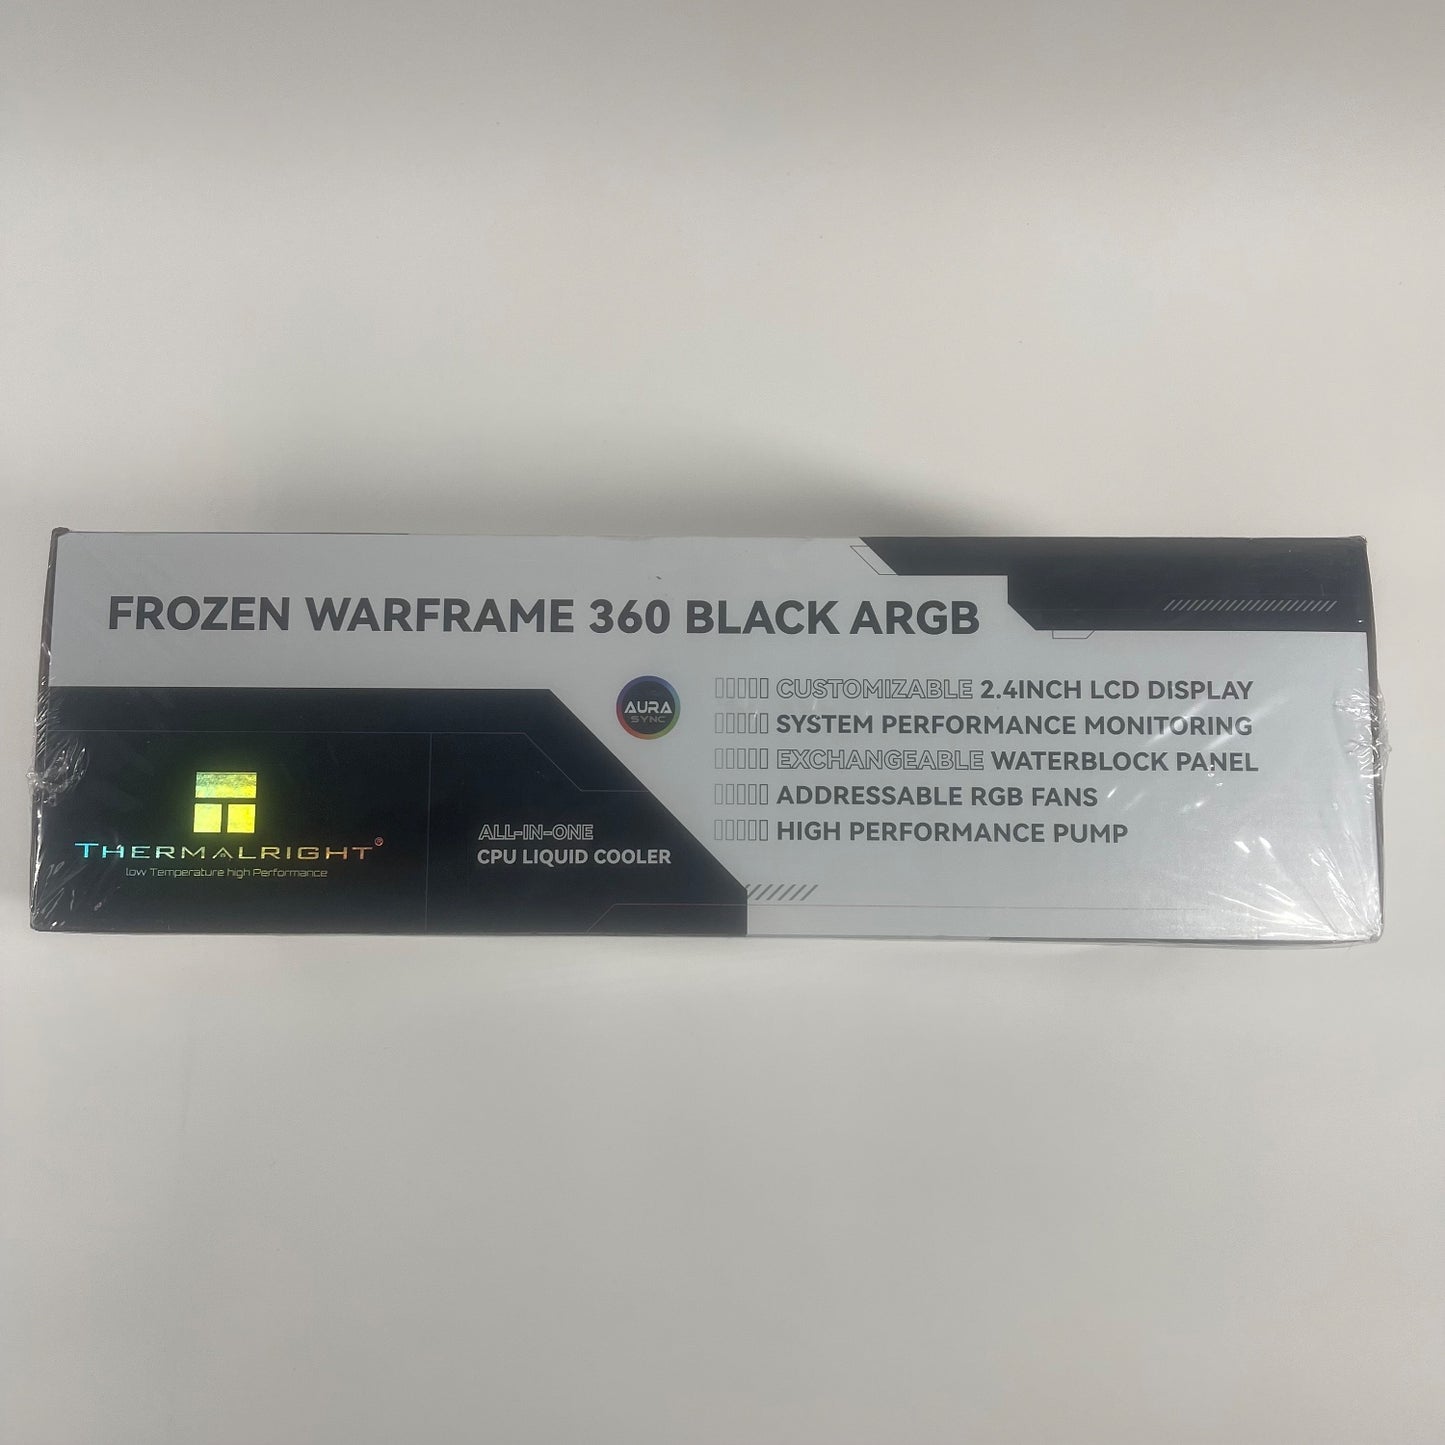 FROZEN WARFRAME 360 BLACK ARGB
AURA
SYNC
CUSTOMIZABLE 2.4INCH LCD DISPLAY
SYSTEM PERFORMANCE MONITORING
EXCHANGEABLE WATERBLOCK PANEL
ADDRESSABLE RGB FANS
HIGH PERFORMANCE PUMP
THERMALRIGHT®
low Temperature high Performance
ALL-IN-ONE
CPU LIQUID COOLER